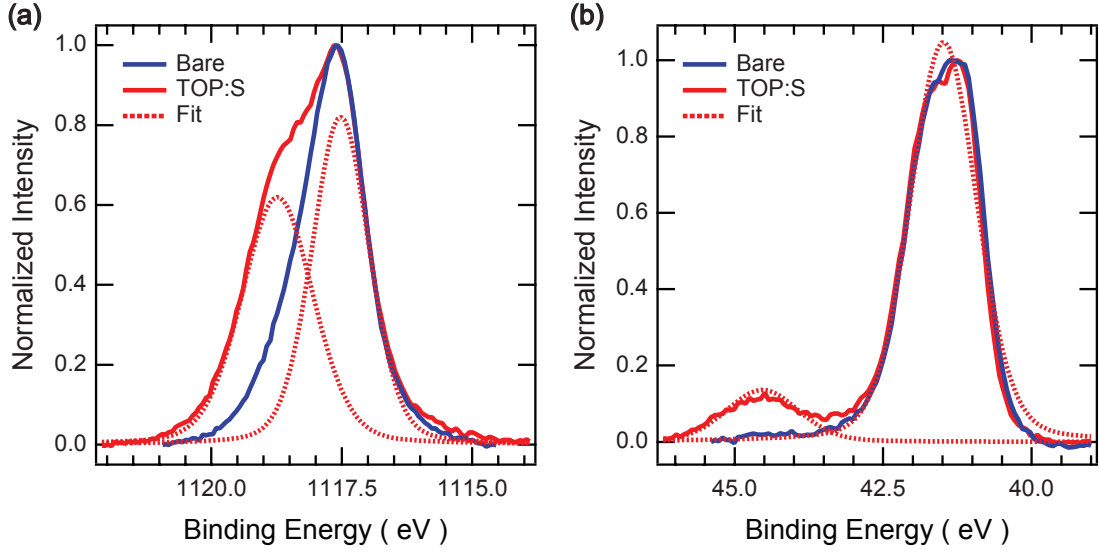 (a)
Normalized Intensity
1.0
0.8
0.6
0.4
0.2
0.0
Bare
TOP:S
Fit
1120.0 1117.5 1115.0
Binding Energy ( eV )
(b)
Normalized Intensity
1.0
0.8
0.6
0.4
0.2
0.0
Bare
TOP:S
Fit
45.0 42.5 40.0
Binding Energy ( eV )